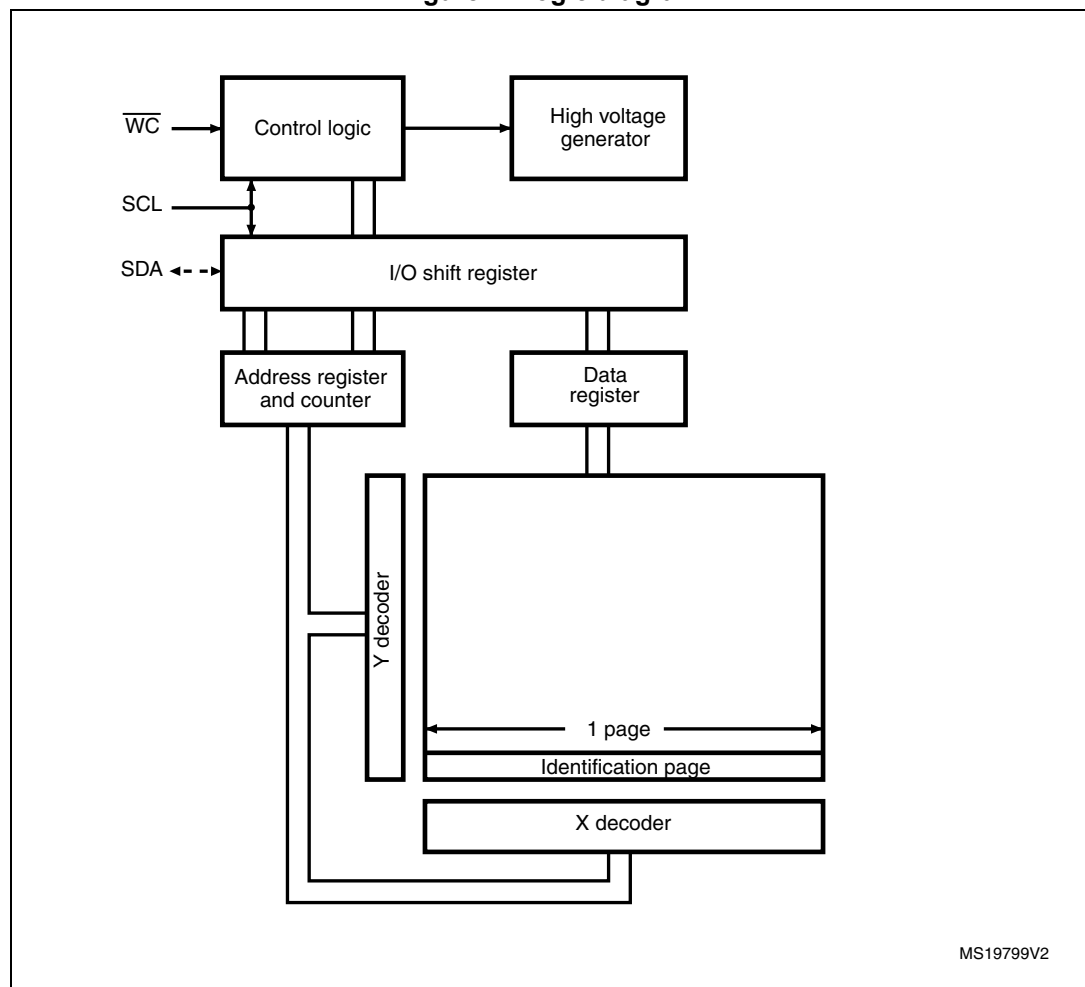 W̅C̅
Control logic
High voltage
generator
SCL
SDA
I/O shift register
Address register
and counter
Data
register
Y decoder
1 page
Identification page
X decoder
MS19799V2